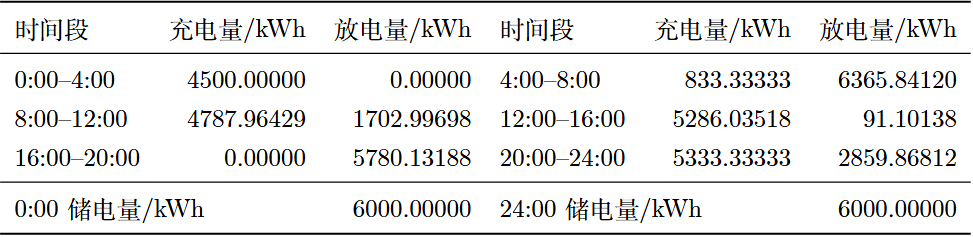 时间段 充电量/kWh 放电量/kWh 时间段 充电量/kWh 放电量/kWh
0:00–4:00 4500.00000 0.00000 4:00–8:00 833.33333 6365.84120
8:00–12:00 4787.96429 1702.99698 12:00–16:00 5286.03518 91.10138
16:00–20:00 0.00000 5780.13188 20:00–24:00 5333.33333 2859.86812
0:00 储电量/kWh 6000.00000 24:00 储电量/kWh 6000.00000